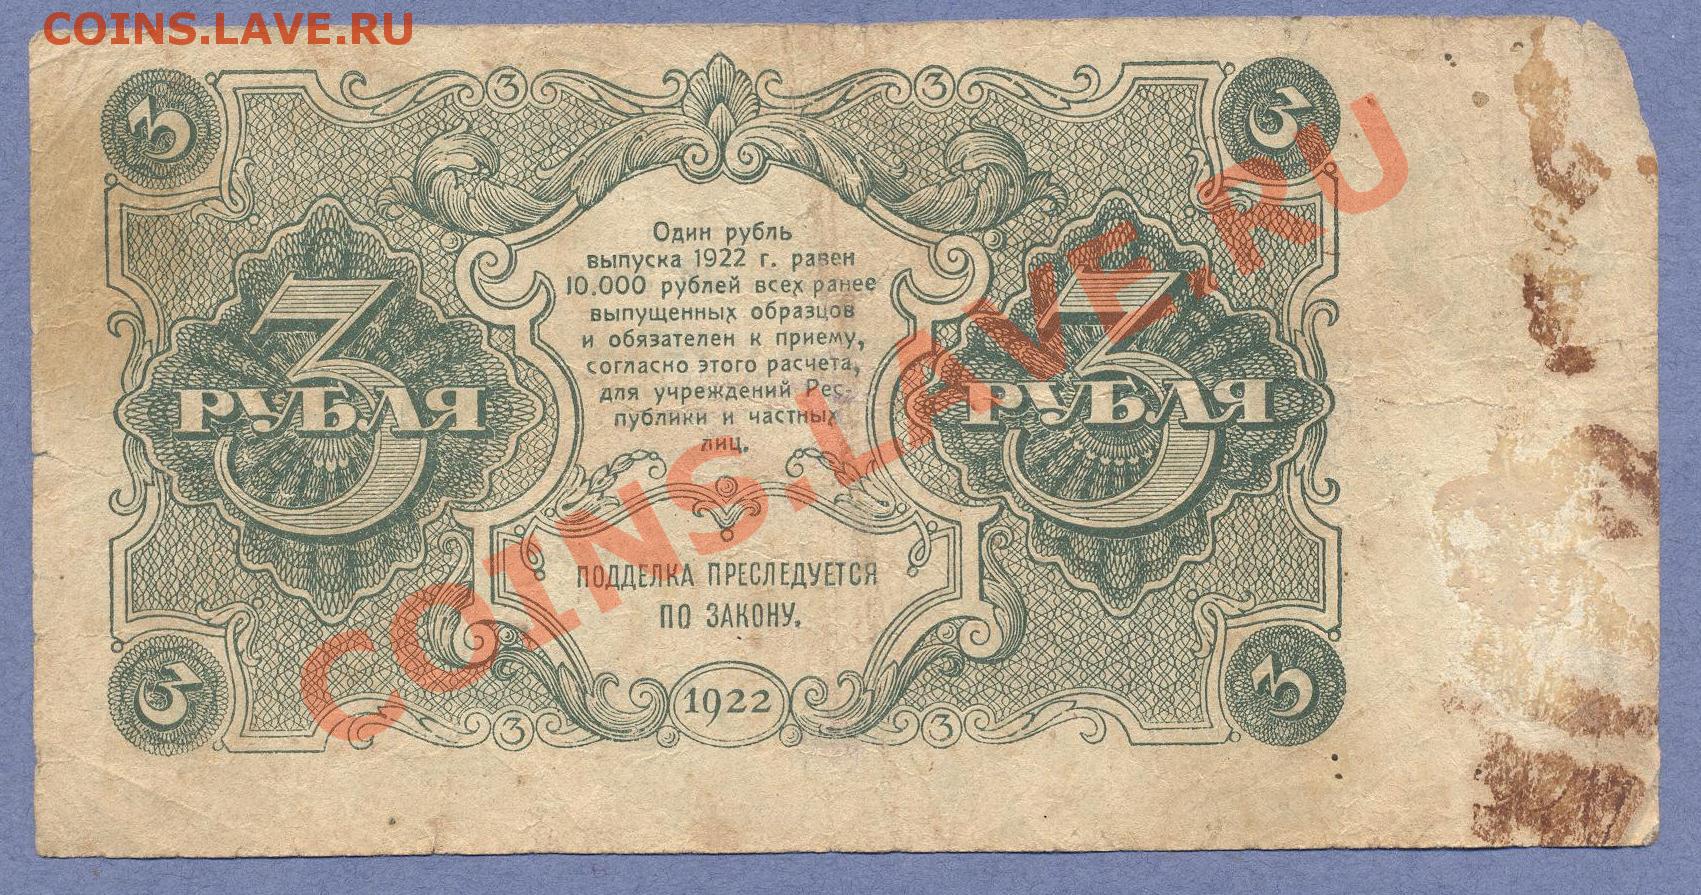 COINS.LAVE.RU
3
3
3
3
Один рубль
выпуска 1922 г. равен
10.000 рублей всех ранее
выпущенных образцов
и обязателен к приему,
согласно этого расчета,
для учреждений Рес-
публики и частных
лиц.
3
РУБЛЯ
3
РУБЛЯ
COINS.LAVE.RU
ПОДДЕЛКА ПРЕСЛЕДУЕТСЯ
ПО ЗАКОНУ.
3
3
1922
3
3